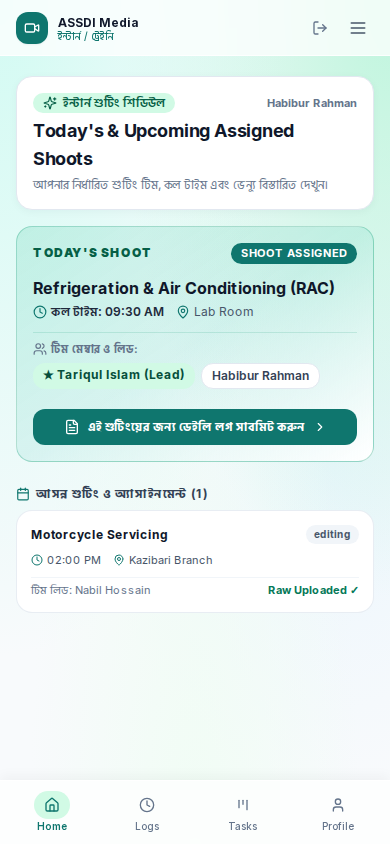 ASSDI Media
ইন্টার্ন / ট্রেইনি
ইন্টার্ন শুটিং শিডিউল
Habibur Rahman
Today's & Upcoming Assigned
Shoots
আপনার নির্ধারিত শুটিং টিম, কল টাইম এবং ভেন্যু বিস্তারিত দেখুন।
TODAY'S SHOOT
SHOOT ASSIGNED
Refrigeration & Air Conditioning (RAC)
কল টাইম: 09:30 AM
Lab Room
টিম মেম্বার ও লিড:
★ Tariqul Islam (Lead)
Habibur Rahman
এই শুটিংয়ের জন্য ডেইলি লগ সাবমিট করুন
আসন্ন শুটিং ও অ্যাসাইনমেন্ট (1)
Motorcycle Servicing
editing
02:00 PM
Kazibari Branch
টিম লিড: Nabil Hossain
Raw Uploaded ✓
Home
Logs
Tasks
Profile